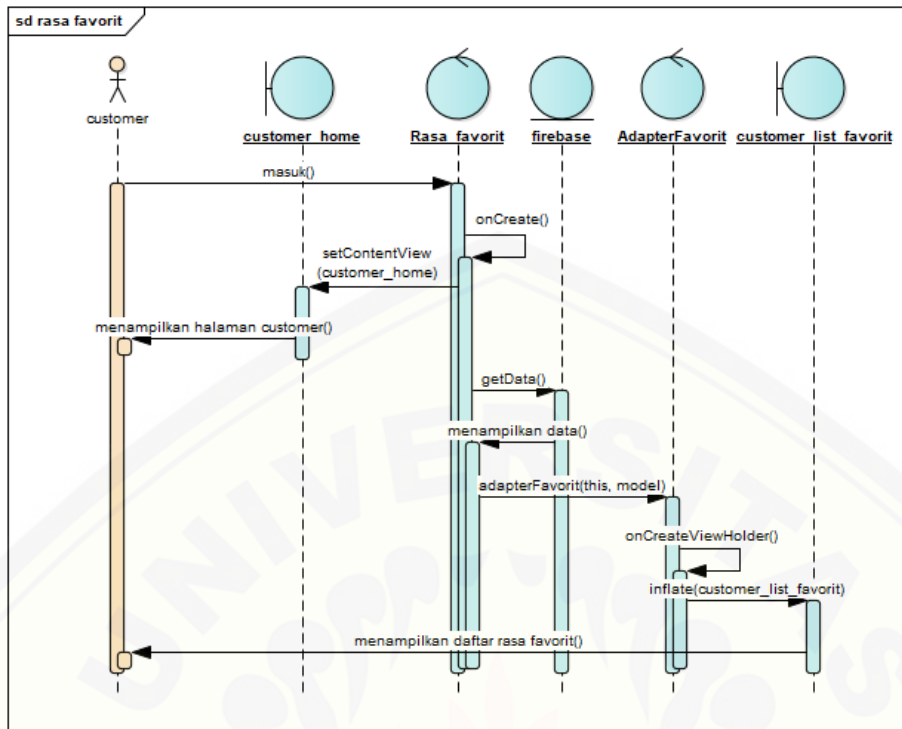 sd rasa favorit
customer
customer_home
Rasa_favorit
firebase
AdapterFavorit
customer_list_favorit
masuk()
onCreate()
setContentView
(customer_home)
menampilkan halaman customer()
getData()
menampilkan data()
adapterFavorit(this, model)
onCreateViewHolder()
inflate(customer_list_favorit)
menampilkan daftar rasa favorit()
UNIVERSITAS